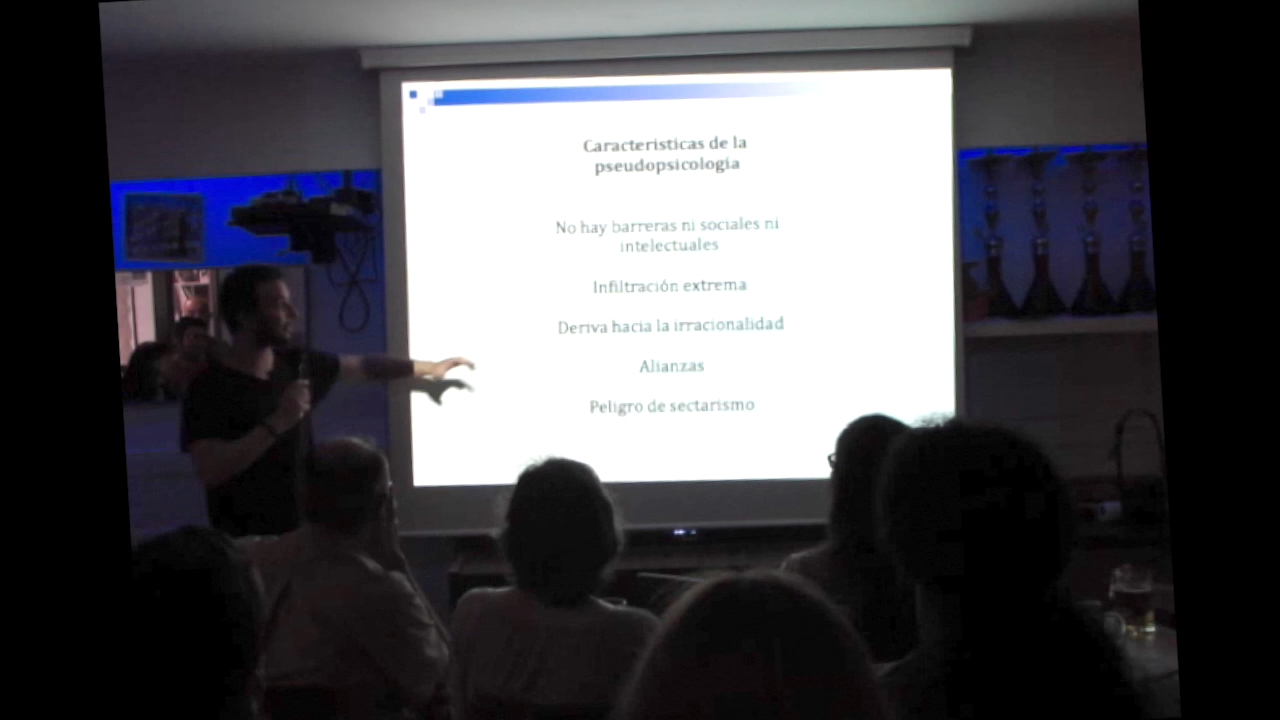 Caracteristicas de la
pseudopsicologia
No hay barreras ni sociales ni
intelectuales
Infiltración extrema
Deriva hacia la irracionalidad
Alianzas
Peligro de sectarismo